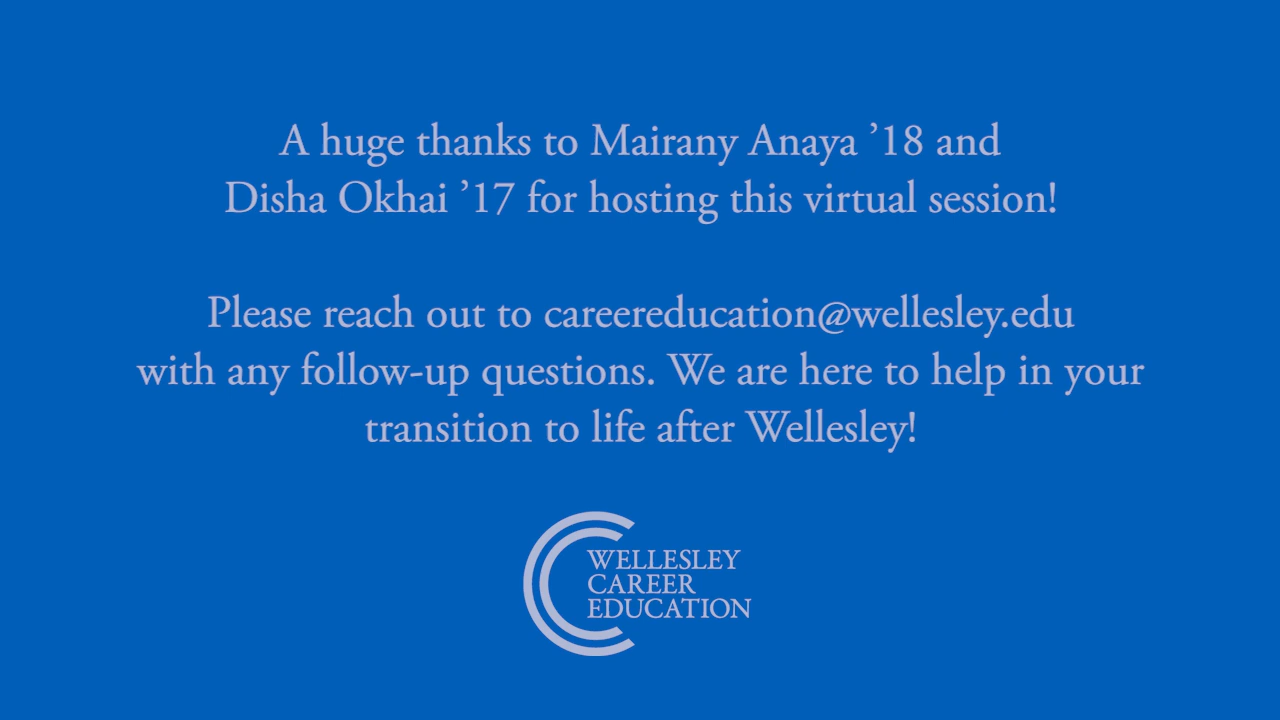 A huge thanks to Mairany Anaya ’18 and
Disha Okhai ’17 for hosting this virtual session!
Please reach out to careereducation@wellesley.edu
with any follow-up questions. We are here to help in your
transition to life after Wellesley!
WELLESLEY
CAREER
EDUCATION